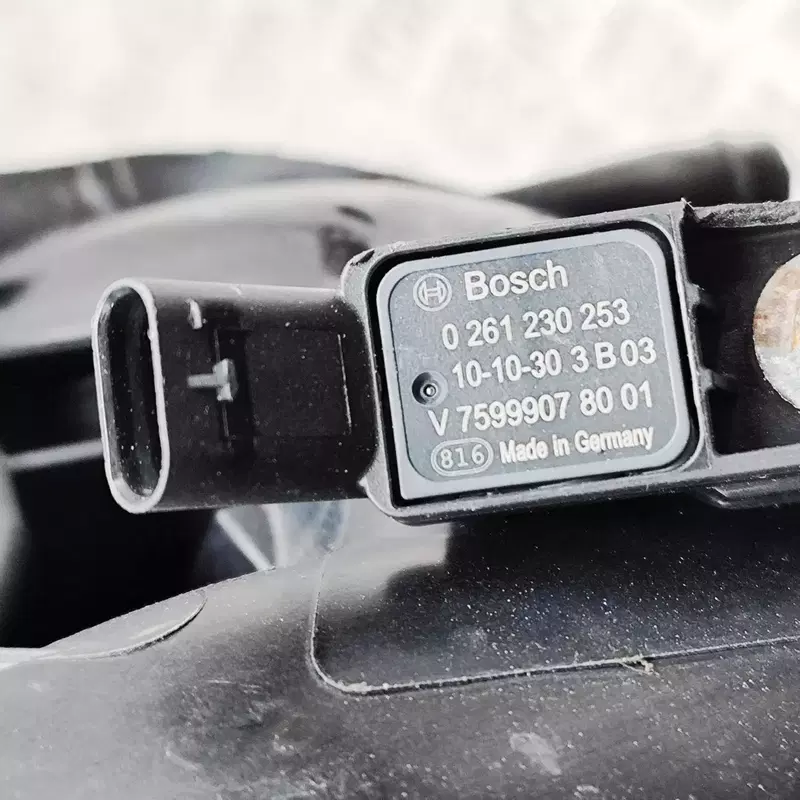 Bosch
0 261 230 253
10-10-30 3 B 03
V 7599907 80 01
816 Made in Germany